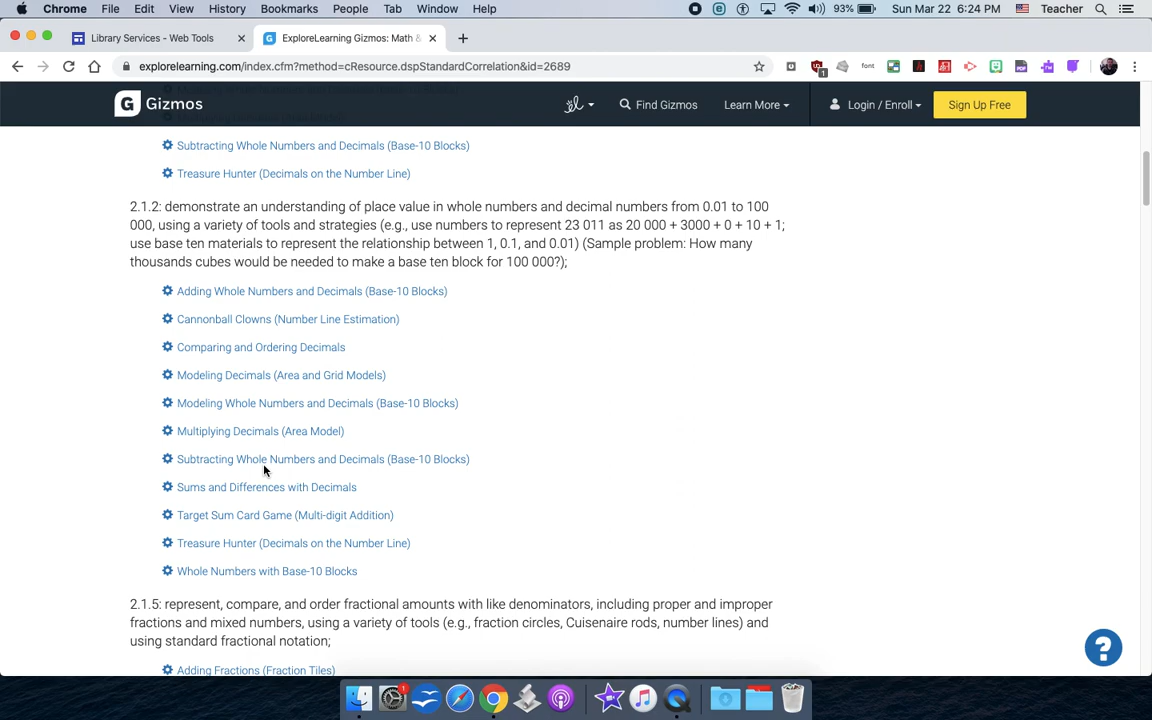 Chrome File Edit View History Bookmarks People Tab Window Help 93% Sun Mar 22 6:24 PM Teacher
Library Services - Web Tools
ExploreLearning Gizmos: Math &
explorelearning.com/index.cfm?method=cResource.dspStandardCorrelation&id=2689
font
1
G Gizmos
Find Gizmos
Learn More
Login / Enroll
Sign Up Free
Subtracting Whole Numbers and Decimals (Base-10 Blocks)
Treasure Hunter (Decimals on the Number Line)
2.1.2: demonstrate an understanding of place value in whole numbers and decimal numbers from 0.01 to 100
000, using a variety of tools and strategies (e.g., use numbers to represent 23 011 as 20 000 + 3000 + 0 + 10 + 1;
use base ten materials to represent the relationship between 1, 0.1, and 0.01) (Sample problem: How many
thousands cubes would be needed to make a base ten block for 100 000?);
Adding Whole Numbers and Decimals (Base-10 Blocks)
Cannonball Clowns (Number Line Estimation)
Comparing and Ordering Decimals
Modeling Decimals (Area and Grid Models)
Modeling Whole Numbers and Decimals (Base-10 Blocks)
Multiplying Decimals (Area Model)
Subtracting Whole Numbers and Decimals (Base-10 Blocks)
Sums and Differences with Decimals
Target Sum Card Game (Multi-digit Addition)
Treasure Hunter (Decimals on the Number Line)
Whole Numbers with Base-10 Blocks
2.1.5: represent, compare, and order fractional amounts with like denominators, including proper and improper
fractions and mixed numbers, using a variety of tools (e.g., fraction circles, Cuisenaire rods, number lines) and
using standard fractional notation;
Adding Fractions (Fraction Tiles)
?
1